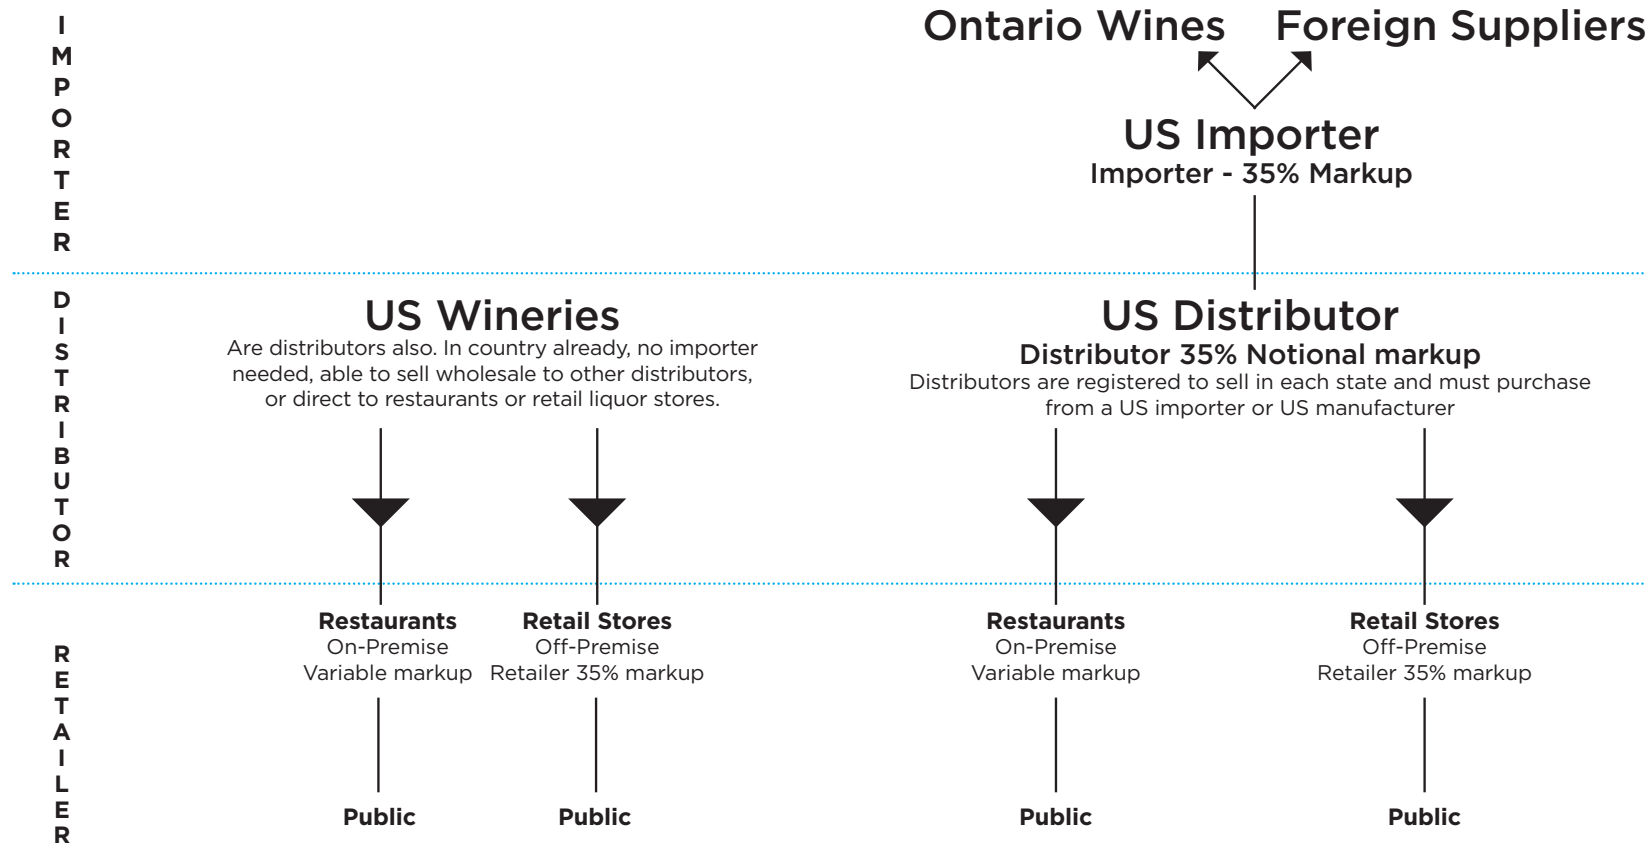 IMPORTER
Ontario Wines
Foreign Suppliers
US Importer
Importer - 35% Markup
DISTRIBUTOR
US Wineries
Are distributors also. In country already, no importer
needed, able to sell wholesale to other distributors,
or direct to restaurants or retail liquor stores.
US Distributor
Distributor 35% Notional markup
Distributors are registered to sell in each state and must purchase
from a US importer or US manufacturer
RETAILER
Restaurants
On-Premise
Variable markup
Retail Stores
Off-Premise
Retailer 35% markup
Restaurants
On-Premise
Variable markup
Retail Stores
Off-Premise
Retailer 35% markup
Public
Public
Public
Public